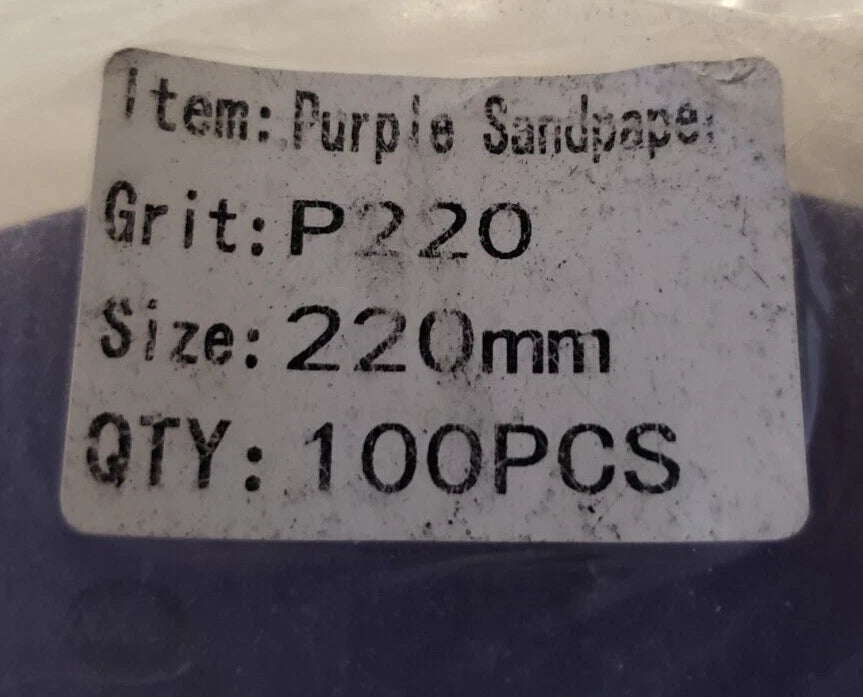 Item: Purple Sandpaper
Grit: P220
Size: 220mm
QTY: 100PCS